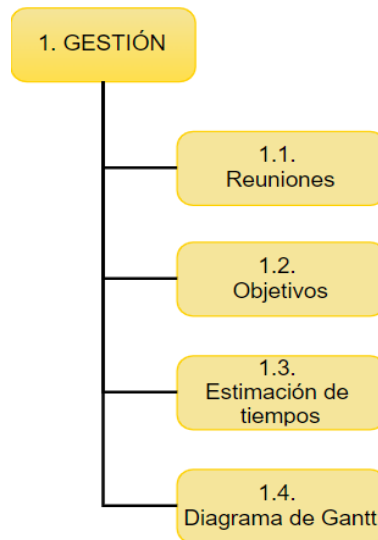 1. GESTIÓN
1.1.
Reuniones
1.2.
Objetivos
1.3.
Estimación de
tiempos
1.4.
Diagrama de Gantt